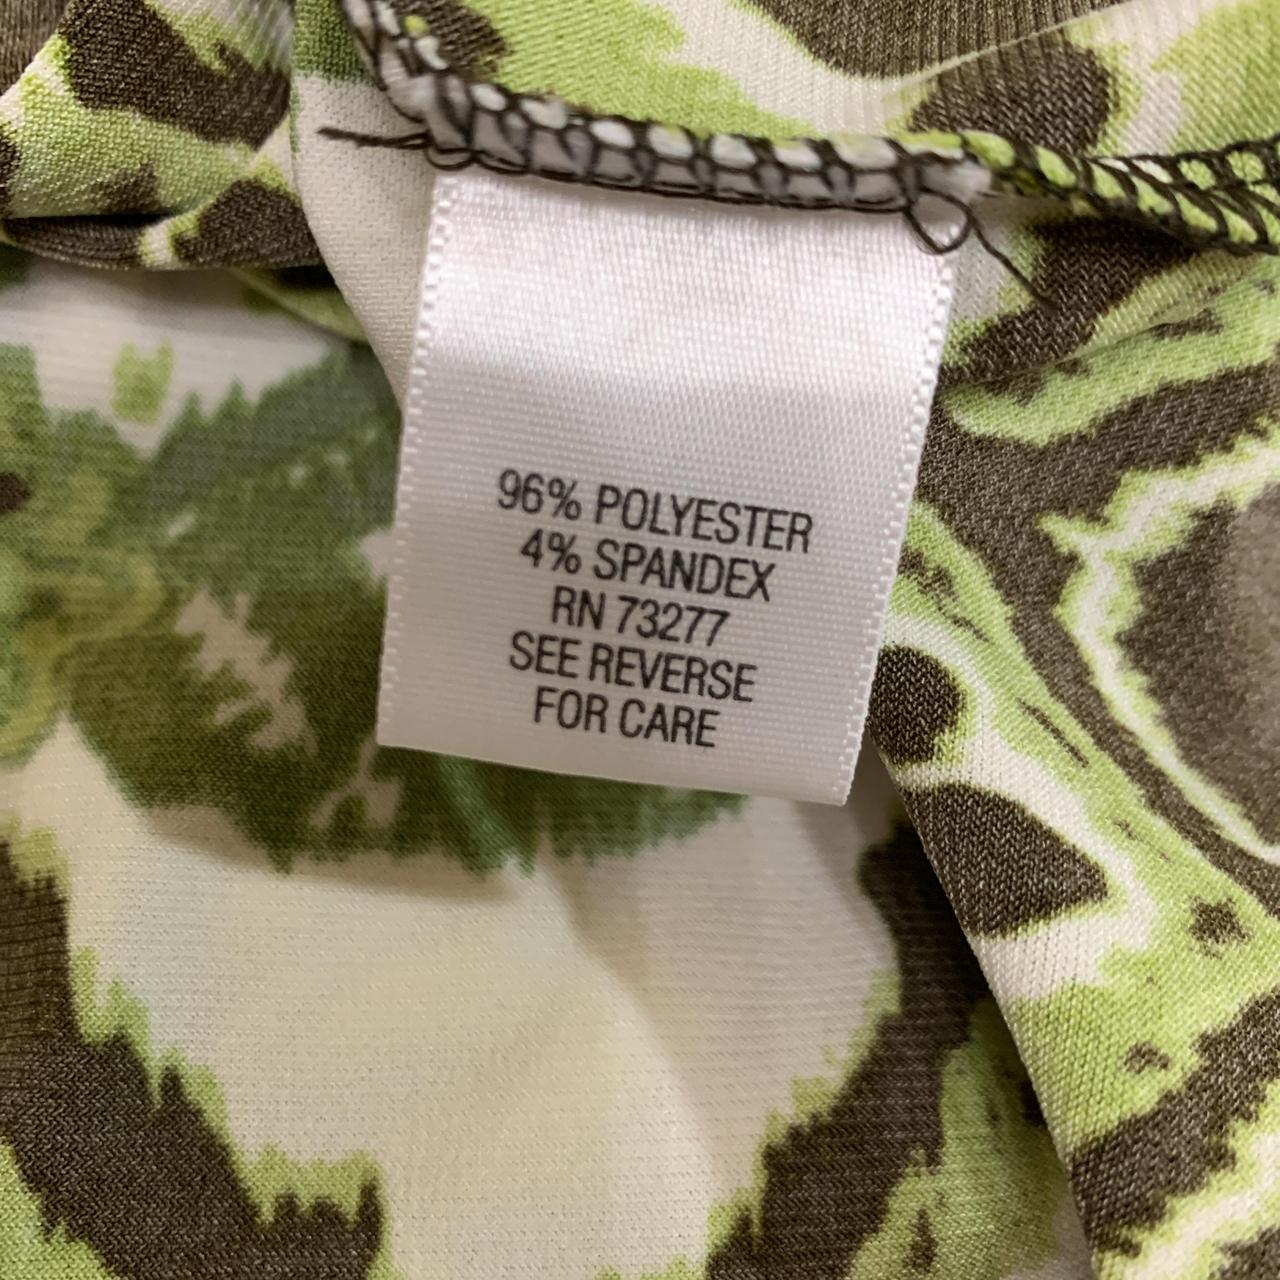 96% POLYESTER
4% SPANDEX
RN 73277
SEE REVERSE
FOR CARE